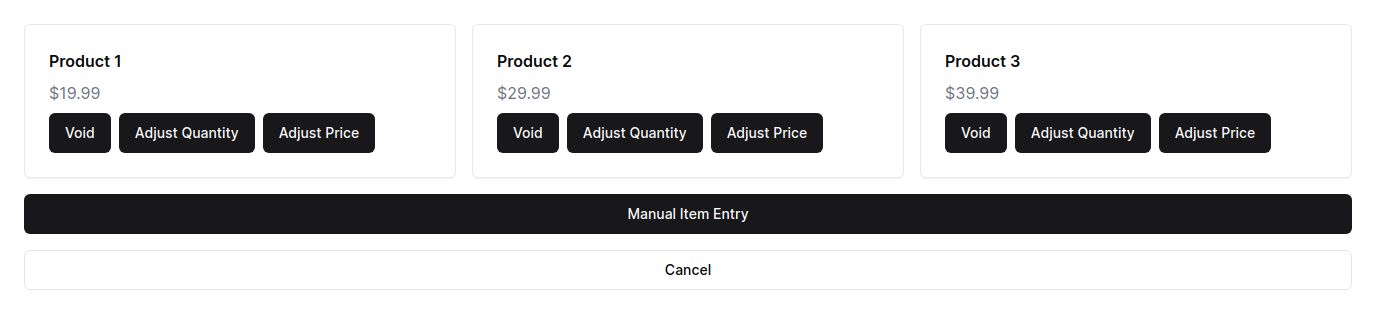 Product 1
$19.99
Void Adjust Quantity Adjust Price
Product 2
$29.99
Void Adjust Quantity Adjust Price
Product 3
$39.99
Void Adjust Quantity Adjust Price
Manual Item Entry
Cancel